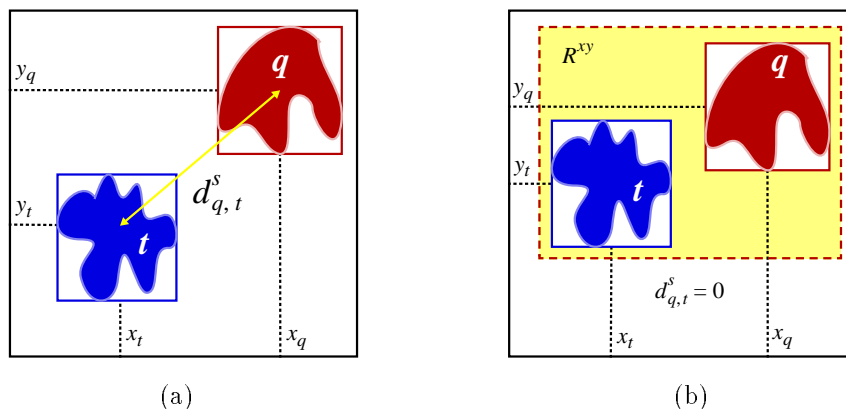 y_q
q
d^s_{q, t}
y_t
t
x_t
x_q
(a)
R^{xy}
q
y_q
y_t
t
d^s_{q,t} = 0
x_t
x_q
(b)